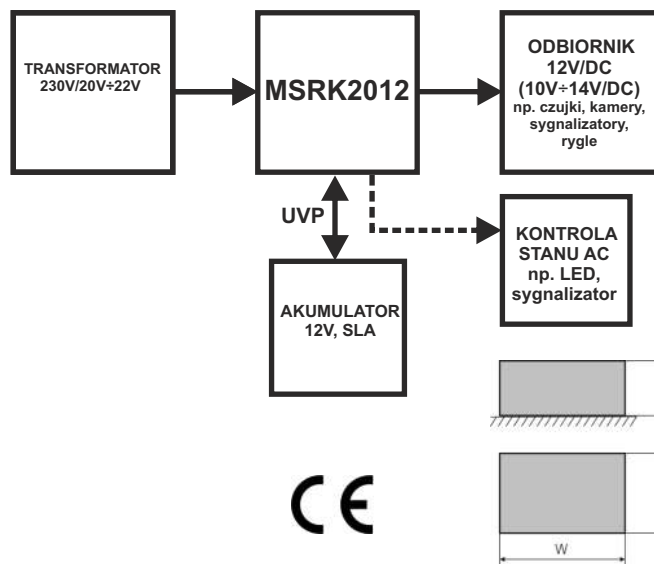 TRANSFORMATOR
230V/20V÷22V
MSRK2012
ODBIORNIK
12V/DC
(10V÷14V/DC)
np. czujki, kamery,
sygnalizatory,
rygle
UVP
KONTROLA
STANU AC
np. LED,
sygnalizator
AKUMULATOR
12V, SLA
CE
W